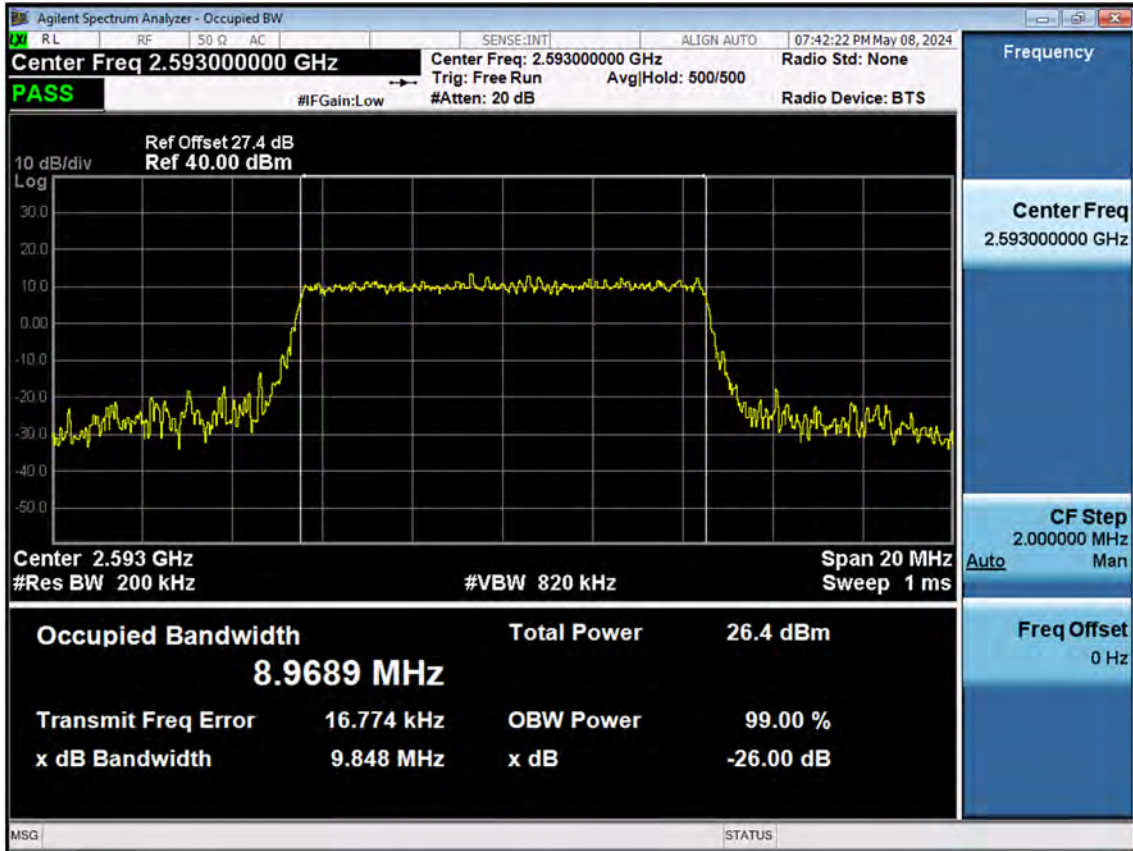 Agilent Spectrum Analyzer - Occupied BW
LXI RL RF 50 Ω AC SENSE:INT ALIGN AUTO 07:42:22 PM May 08, 2024
Center Freq 2.593000000 GHz
Center Freq: 2.593000000 GHz
Radio Std: None
Trig: Free Run Avg|Hold: 500/500
PASS
#IFGain:Low
#Atten: 20 dB
Radio Device: BTS
Ref Offset 27.4 dB
10 dB/div Ref 40.00 dBm
Log
30.0
20.0
10.0
0.00
-10.0
-20.0
-30.0
-40.0
-50.0
Center 2.593 GHz Span 20 MHz
#Res BW 200 kHz #VBW 820 kHz Sweep 1 ms
Occupied Bandwidth Total Power 26.4 dBm
8.9689 MHz
Transmit Freq Error 16.774 kHz OBW Power 99.00 %
x dB Bandwidth 9.848 MHz x dB -26.00 dB
MSG STATUS
Frequency
Center Freq
2.593000000 GHz
CF Step
2.000000 MHz
Auto Man
Freq Offset
0 Hz